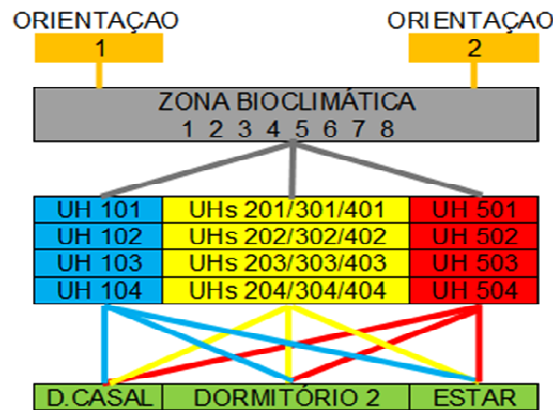 ORIENTAÇAO ORIENTAÇAO
1 2
ZONA BIOCLIMÁTICA
1 2 3 4 5 6 7 8
UH 101 UHs 201/301/401 UH 501
UH 102 UHs 202/302/402 UH 502
UH 103 UHs 203/303/403 UH 503
UH 104 UHs 204/304/404 UH 504
D.CASAL DORMITÓRIO 2 ESTAR